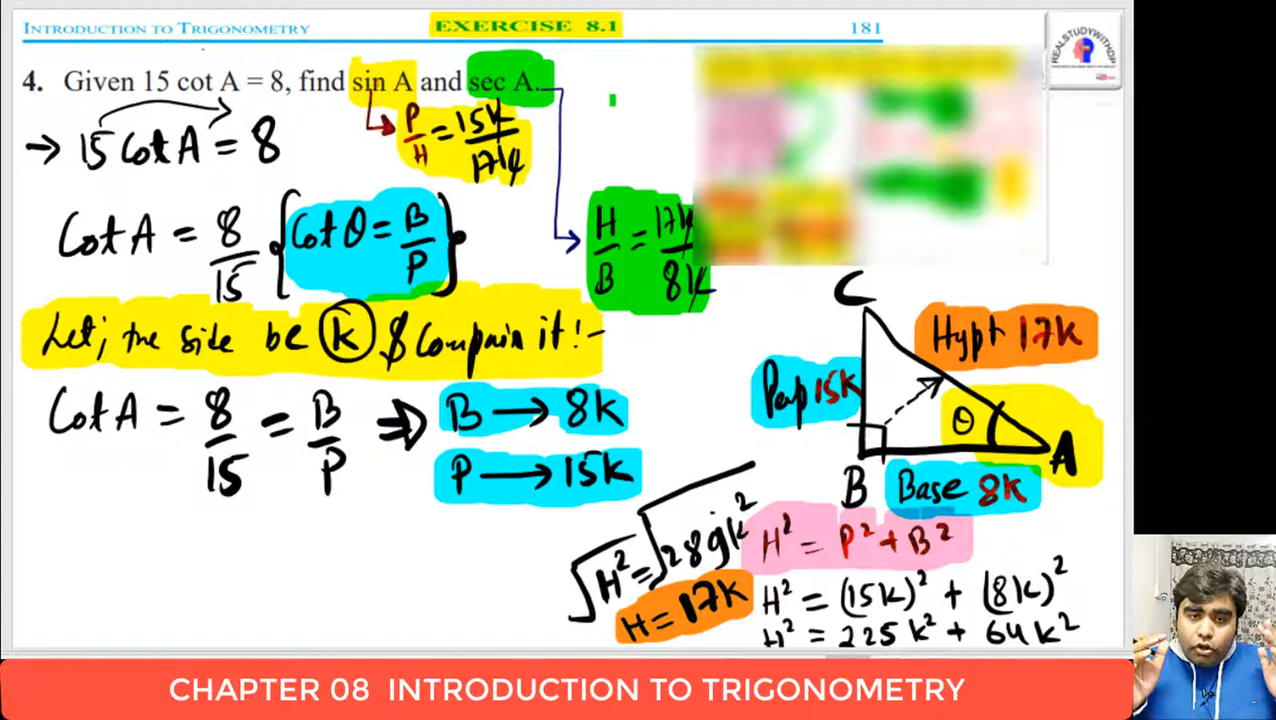 INTRODUCTION TO TRIGONOMETRY EXERCISE 8.1 181
REALSTUDYWITHDP
4. Given 15 cot A = 8, find sin A and sec A.
→ 15 Cot A = 8
P/H = 15k/17k
Cot A = 8/15 {Cot θ = B/P}
H/B = 17k/8k
Let; the side be k & Compair it:-
Cot A = 8/15 = B/P ⇒ B → 8k
P → 15k
C
Hypt 17k
Perp 15k
θ
A
B
Base 8k
√H² = √289k²
H = 17k
H² = P² + B²
H² = (15k)² + (8k)²
H² = 225k² + 64k²
CHAPTER 08 INTRODUCTION TO TRIGONOMETRY